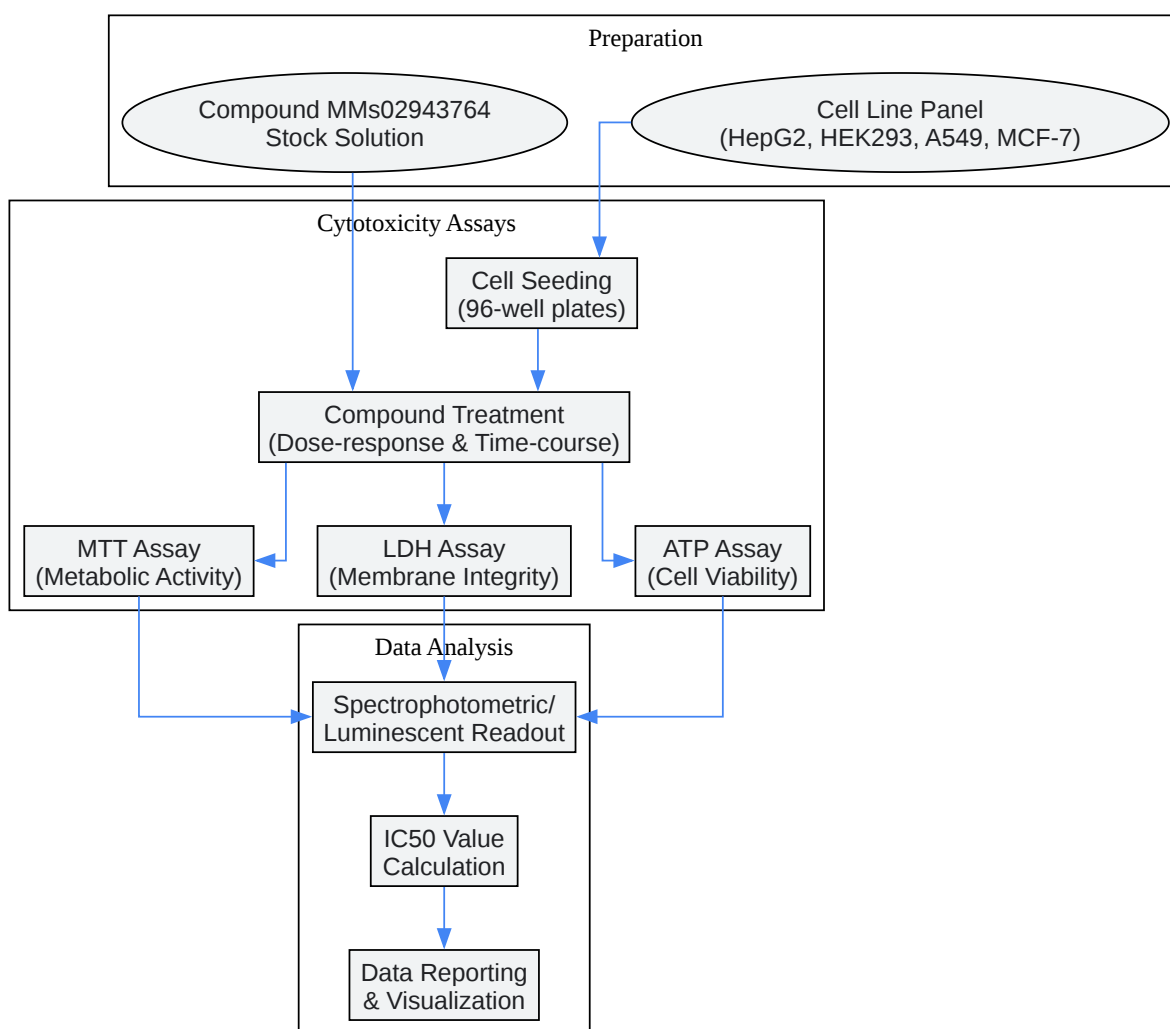 Preparation
Compound MMs02943764
Stock Solution
Cell Line Panel
(HepG2, HEK293, A549, MCF-7)
Cytotoxicity Assays
Cell Seeding
(96-well plates)
Compound Treatment
(Dose-response & Time-course)
MTT Assay
(Metabolic Activity)
LDH Assay
(Membrane Integrity)
ATP Assay
(Cell Viability)
Data Analysis
Spectrophotometric/
Luminescent Readout
IC50 Value
Calculation
Data Reporting
& Visualization